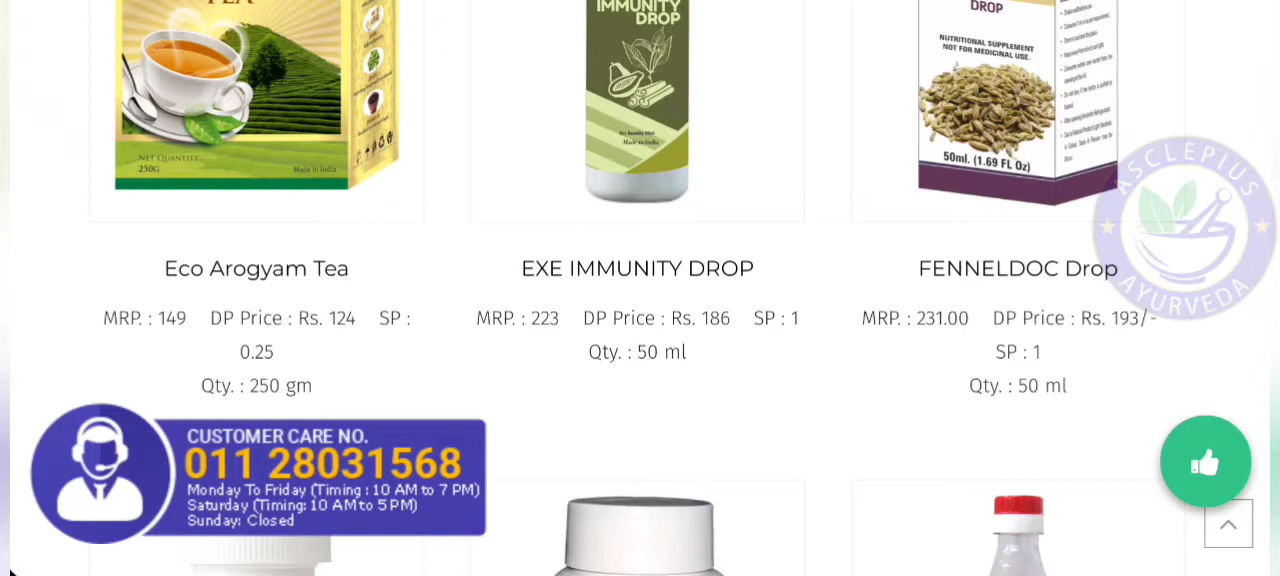 TEA
NET QUANTITY
250G
Made in India
IMMUNITY
DROP
Made in India
DROP
NUTRITIONAL SUPPLEMENT
NOT FOR MEDICINAL USE.
50ml. (1.69 FL Oz)
ASCLEPIUS
AYURVEDA
Eco Arogyam Tea
MRP. : 149 DP Price : Rs. 124 SP :
0.25
Qty. : 250 gm
EXE IMMUNITY DROP
MRP. : 223 DP Price : Rs. 186 SP : 1
Qty. : 50 ml
FENNELDOC Drop
MRP. : 231.00 DP Price : Rs. 193/-
SP : 1
Qty. : 50 ml
CUSTOMER CARE NO.
011 28031568
Monday To Friday (Timing : 10 AM to 7 PM)
Saturday (Timing: 10 AM to 5 PM)
Sunday: Closed